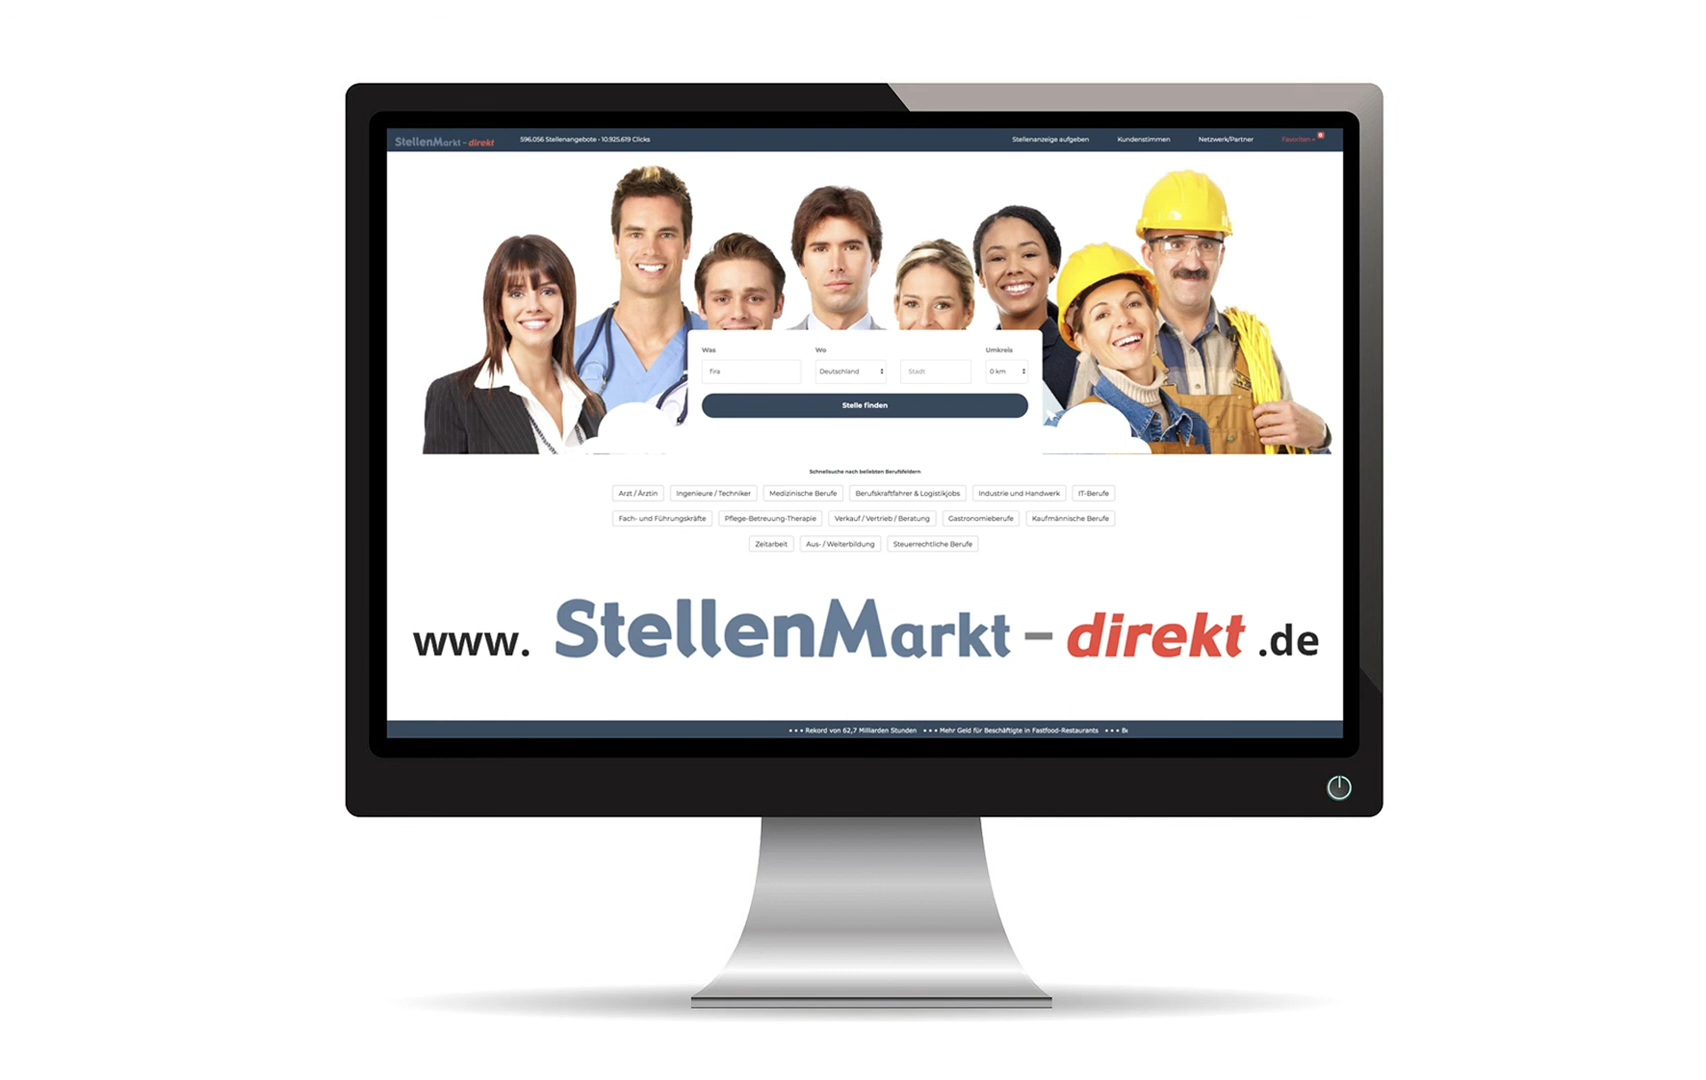 StellenMarkt - direkt 596.056 Stellenangebote • 10.925.619 Clicks Stellenanzeige aufgeben Kundenstimmen Netzwerk/Partner Favoriten
Was Wo Umkreis
fira Deutschland Stadt 0 km
Stelle finden
Schnellsuche nach beliebten Berufsfeldern
Arzt / Ärztin Ingenieure / Techniker Medizinische Berufe Berufskraftfahrer & Logistikjobs Industrie und Handwerk IT-Berufe
Fach- und Führungskräfte Pflege-Betreuung-Therapie Verkauf / Vertrieb / Beratung Gastronomieberufe Kaufmännische Berufe
Zeitarbeit Aus- / Weiterbildung Steuerrechtliche Berufe
www. StellenMarkt - direkt .de
• • • Rekord von 62,7 Milliarden Stunden • • • Mehr Geld für Beschäftigte in Fastfood-Restaurants • • •